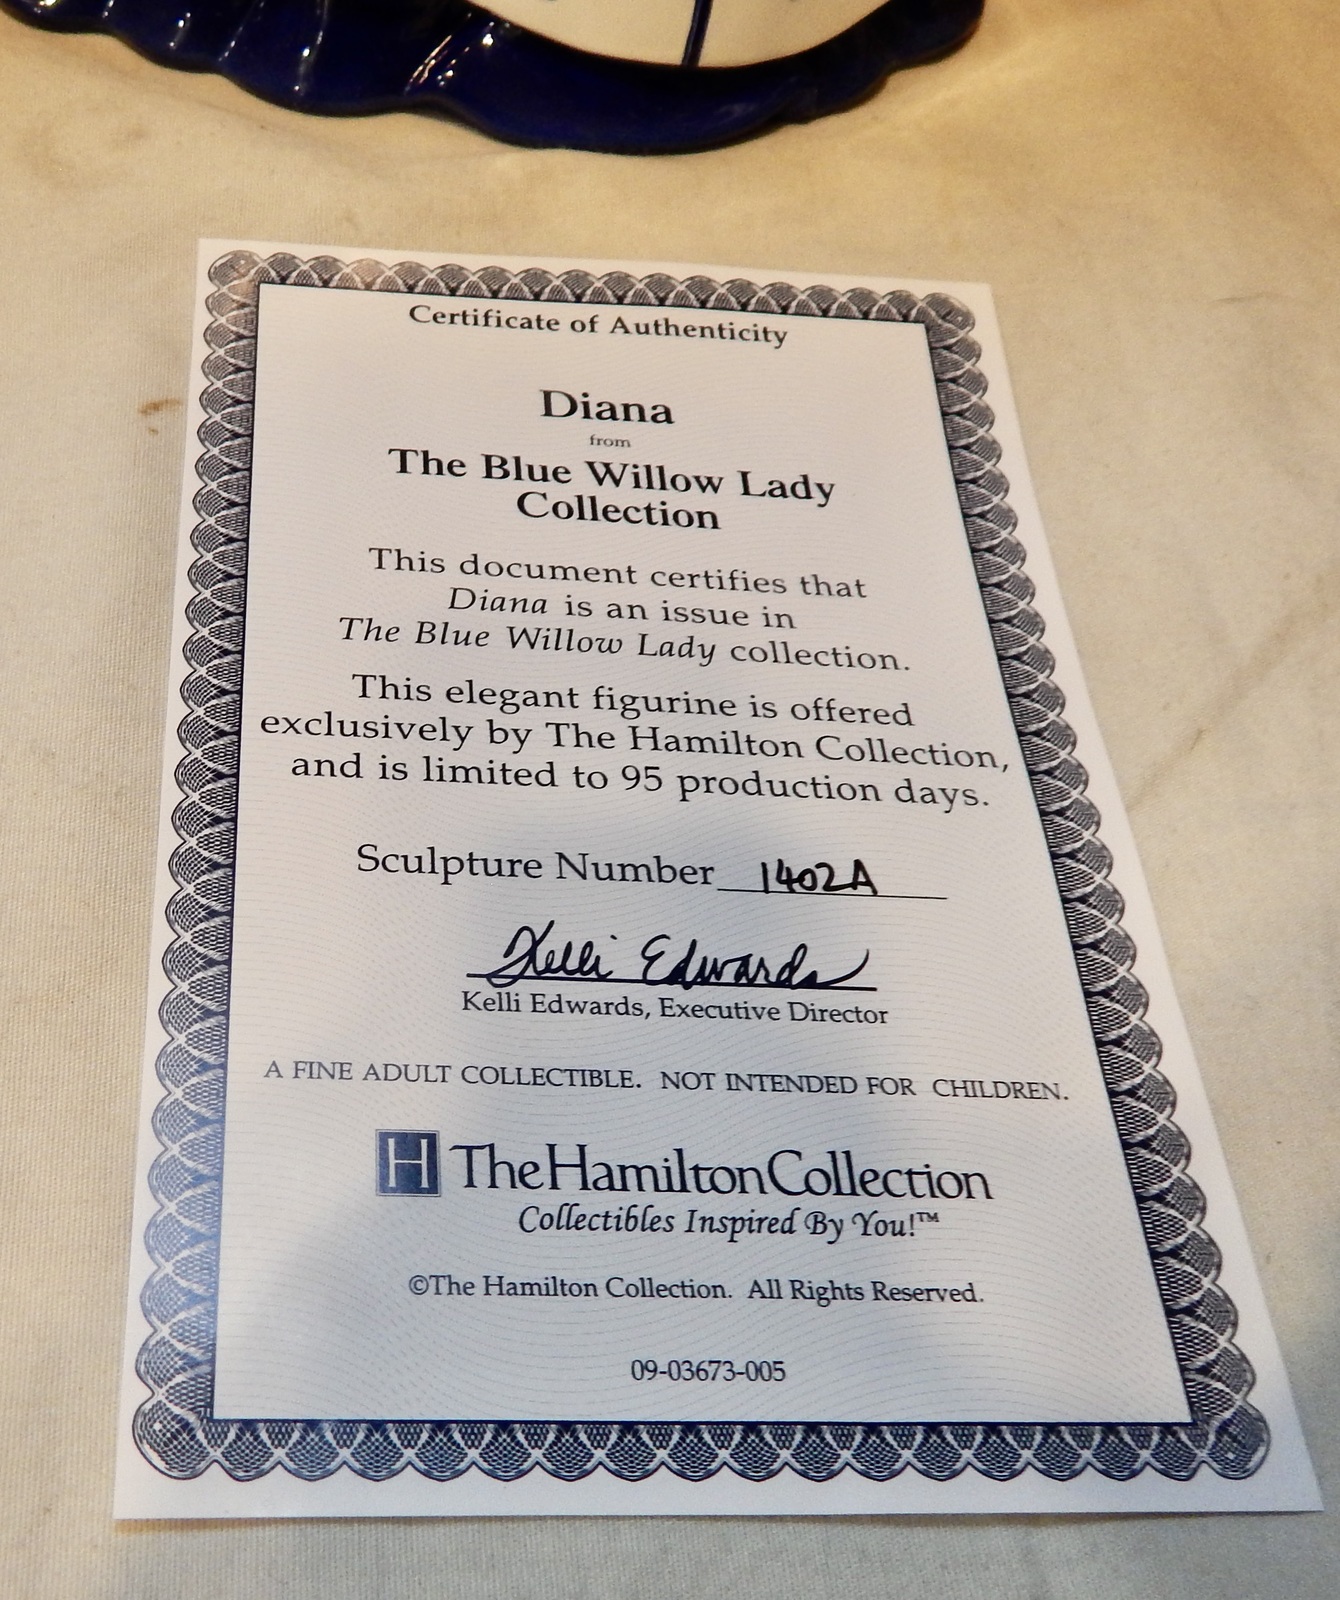 Certificate of Authenticity
Diana
from
The Blue Willow Lady
Collection
This document certifies that
Diana is an issue in
The Blue Willow Lady collection.
This elegant figurine is offered
exclusively by The Hamilton Collection,
and is limited to 95 production days.
Sculpture Number 1402A
Kelli Edwards
Kelli Edwards, Executive Director
A FINE ADULT COLLECTIBLE. NOT INTENDED FOR CHILDREN.
H The Hamilton Collection
Collectibles Inspired By You!™
©The Hamilton Collection. All Rights Reserved.
09-03673-005